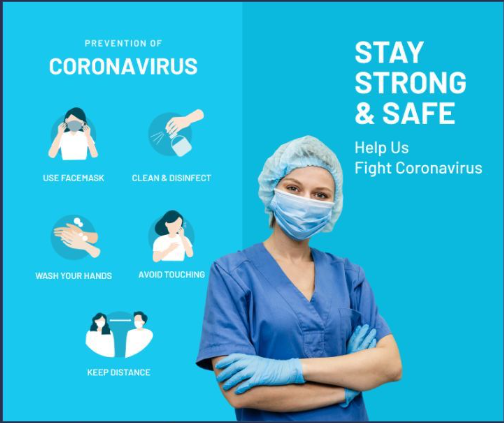 PREVENTION OF
CORONAVIRUS
USE FACEMASK
CLEAN & DISINFECT
WASH YOUR HANDS
AVOID TOUCHING
KEEP DISTANCE
STAY
STRONG
& SAFE
Help Us
Fight Coronavirus